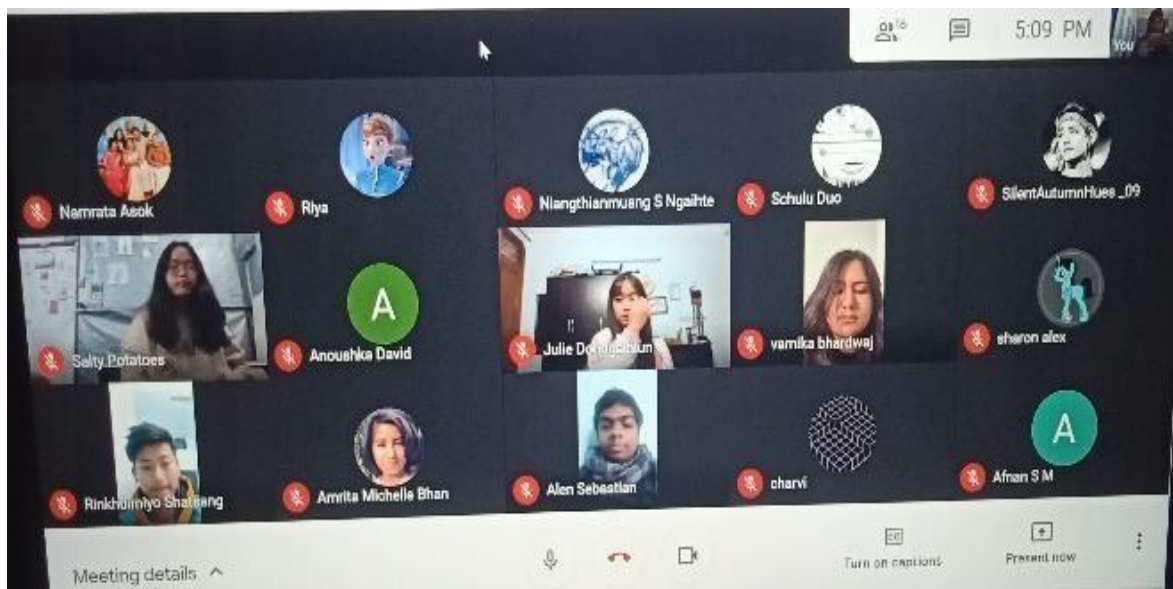 16
5:09 PM
You
Namrata Asok
Riya
Niangthianmuang S Ngaihte
Schulu Duo
SilentAutumnHues _09
Salty Potatoes
A
Anoushka David
Julie
vamika bhardwaj
sharon alex
Rinkhuimiyo
Amrita Michelle Bhan
Alen Sebastian
charvi
A
Afnan S M
Meeting details
Turn on captions
Present now